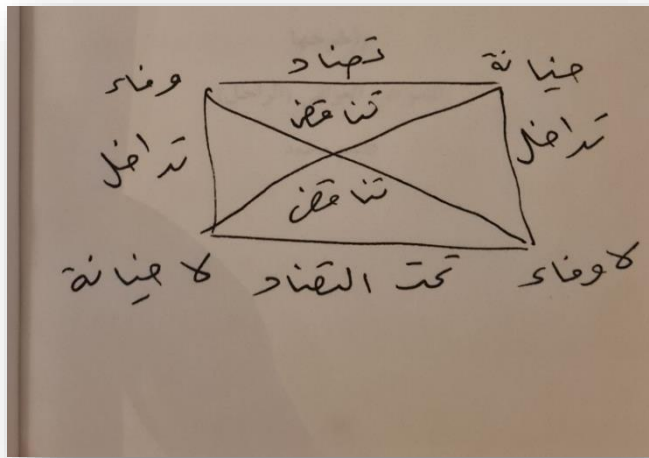 تضاد
خيانة
وفاء
تناقض
تداخل
تداخل
تناقض
لا وفاء
تحت التضاد
لا خيانة